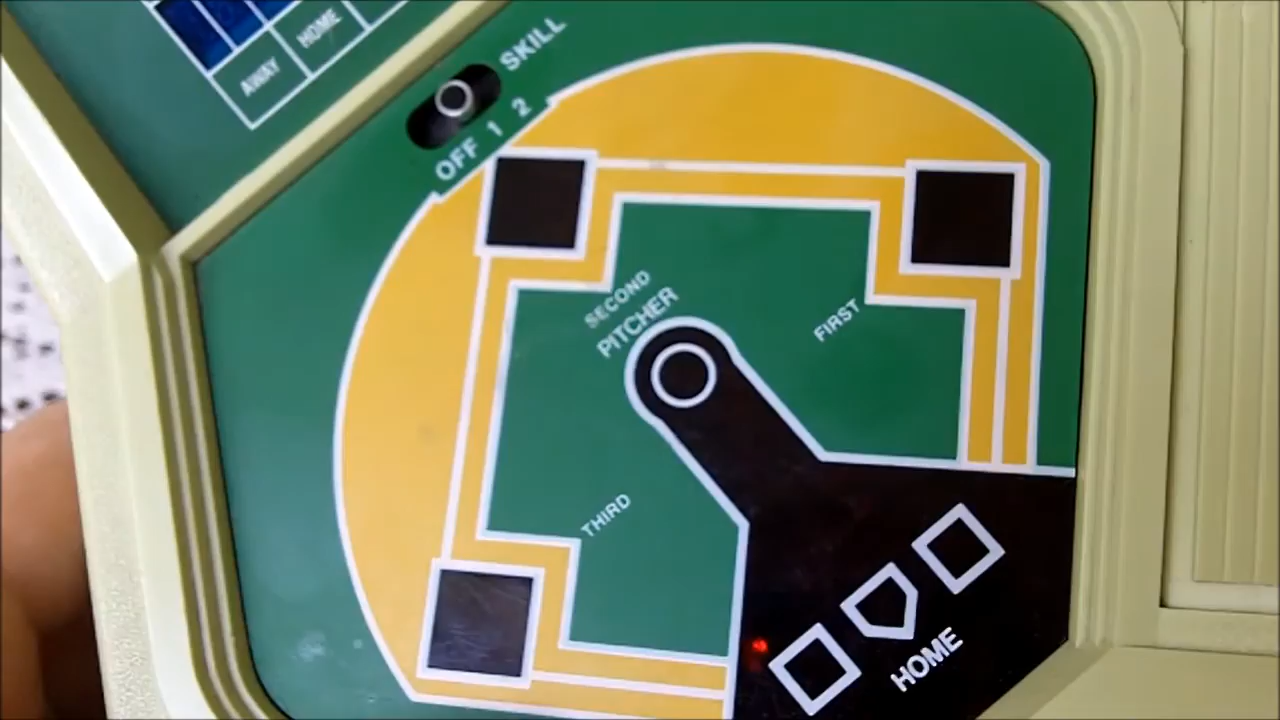 AWAY
HOME
SKILL
OFF 1 2
SECOND
PITCHER
FIRST
THIRD
HOME